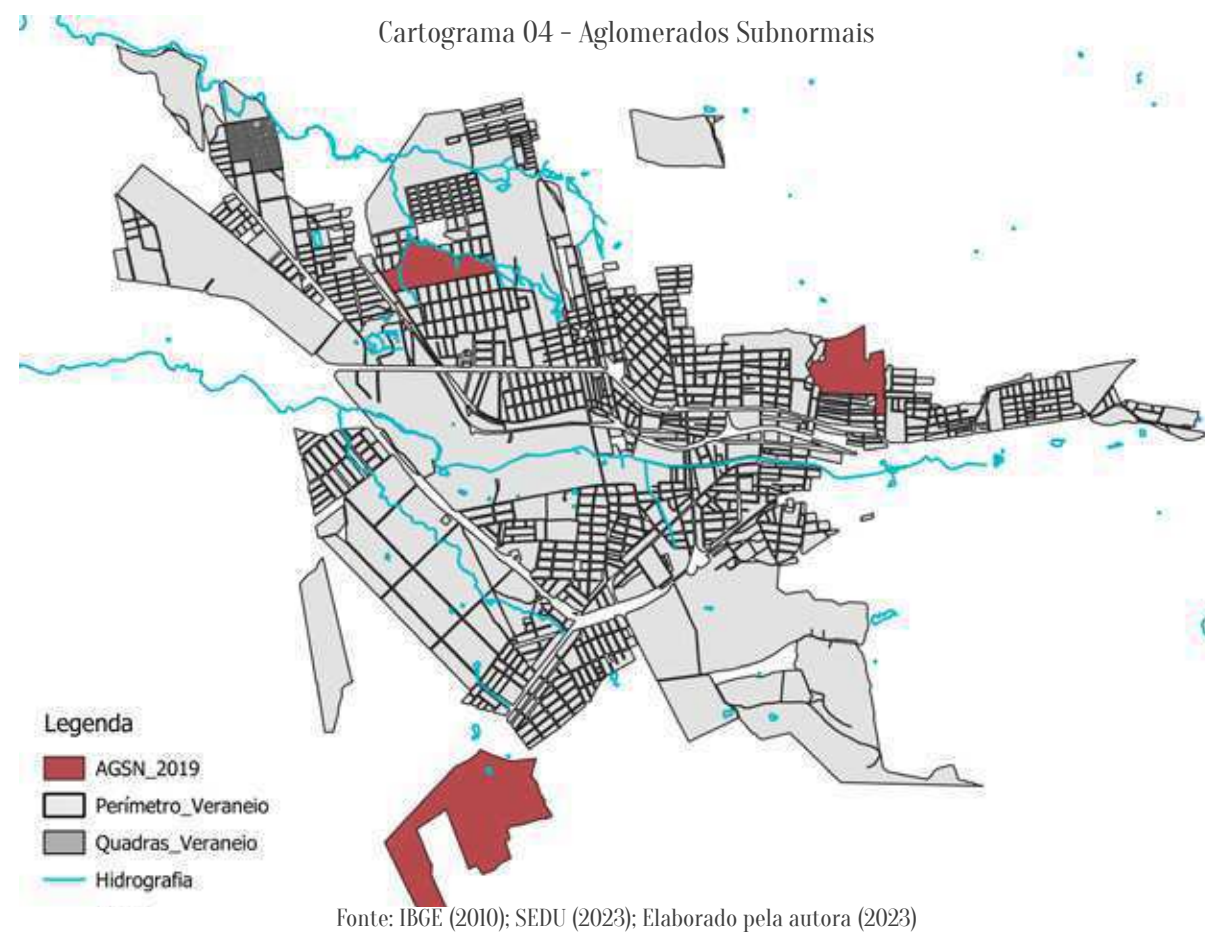 Cartograma 04 - Aglomerados Subnormais
Legenda
AGSN_2019
Perímetro_Veraneio
Quadras_Veraneio
Hidrografia
Fonte: IBGE (2010); SEDU (2023); Elaborado pela autora (2023)